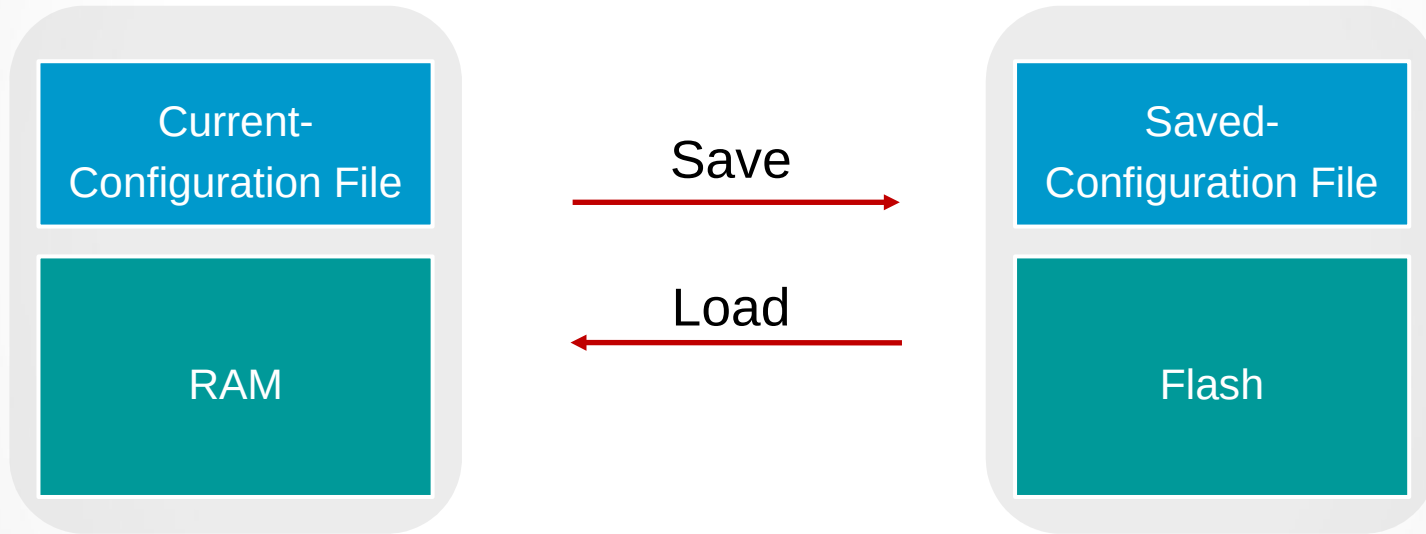 Current-
Configuration File
RAM
Save
Load
Saved-
Configuration File
Flash